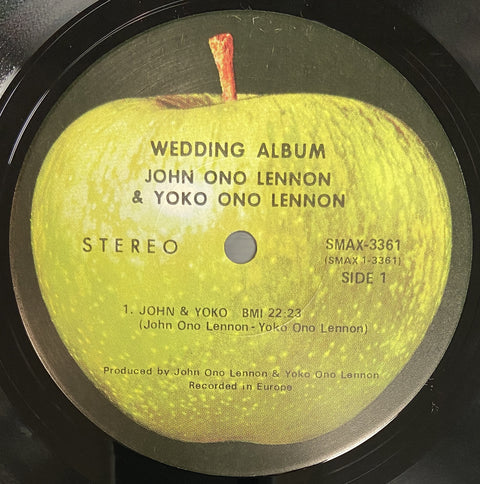 WEDDING ALBUM
JOHN ONO LENNON
& YOKO ONO LENNON
STEREO
SMAX-3361
(SMAX 1-3361)
SIDE 1
1. JOHN & YOKO BMI 22:23
(John Ono Lennon - Yoko Ono Lennon)
Produced by John Ono Lennon & Yoko Ono Lennon
Recorded in Europe